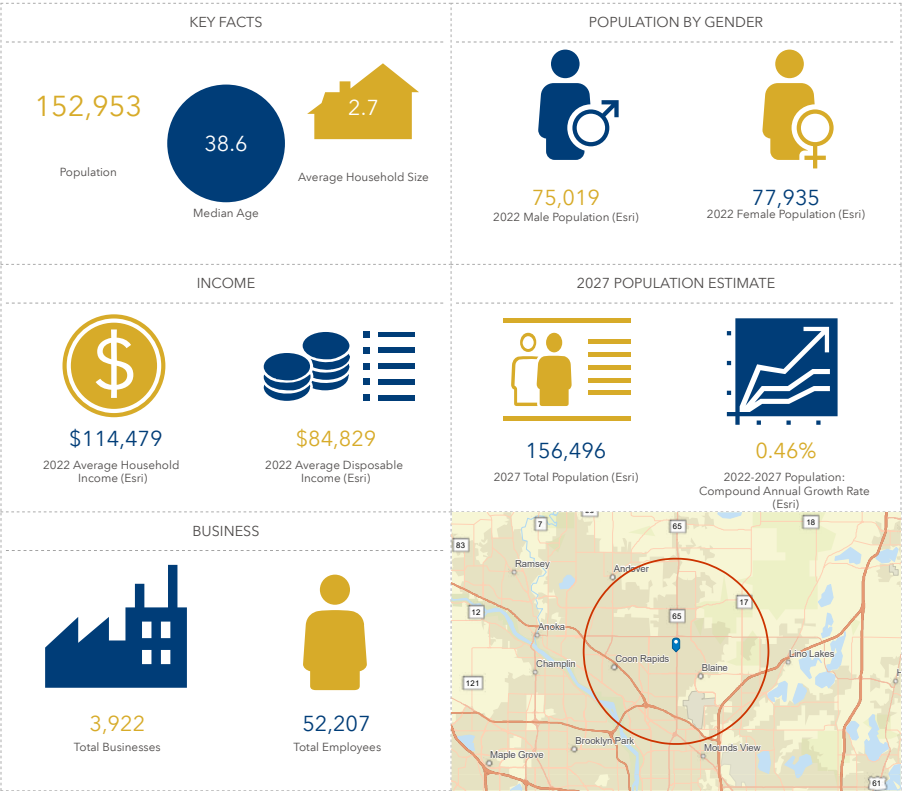 KEY FACTS
152,953
Population
38.6
Median Age
2.7
Average Household Size
POPULATION BY GENDER
75,019
2022 Male Population (Esri)
77,935
2022 Female Population (Esri)
INCOME
$
$114,479
2022 Average Household
Income (Esri)
$84,829
2022 Average Disposable
Income (Esri)
2027 POPULATION ESTIMATE
156,496
2027 Total Population (Esri)
0.46%
2022-2027 Population:
Compound Annual Growth Rate
(Esri)
BUSINESS
3,922
Total Businesses
52,207
Total Employees
7
65
18
83
Ramsey
Andover
17
12
65
Anoka
Lino Lakes
Coon Rapids
Champlin
Blaine
121
Brooklyn Park
Mounds View
Maple Grove
61